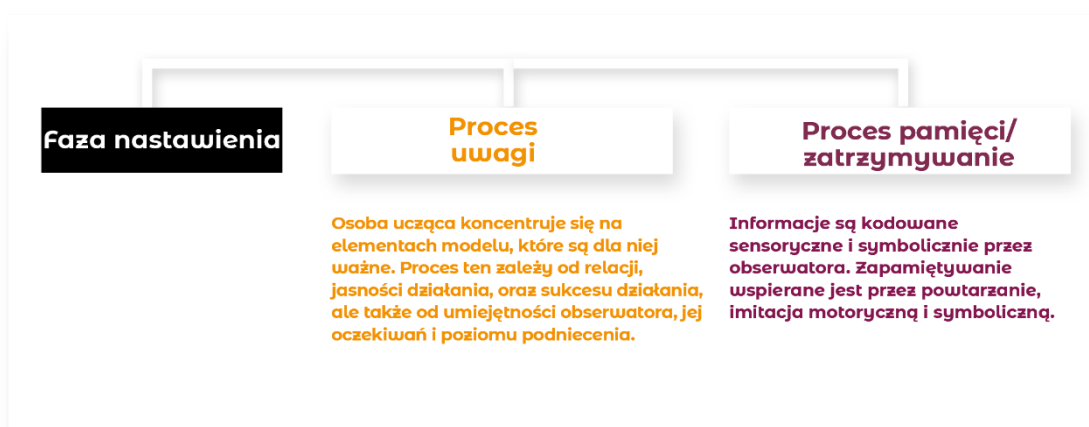 Faza nastawienia
Proces
uwagi
Proces pamięci/
zatrzymywanie
Osoba ucząca koncentruje się na
elementach modelu, które są dla niej
ważne. Proces ten zależy od relacji,
jasności działania, oraz sukcesu działania,
ale także od umiejętności obserwatora, jej
oczekiwań i poziomu podniecenia.
Informacje są kodowane
sensoryczne i symbolicznie przez
obserwatora. Zapamiętywanie
wspierane jest przez powtarzanie,
imitacja motoryczną i symboliczną.